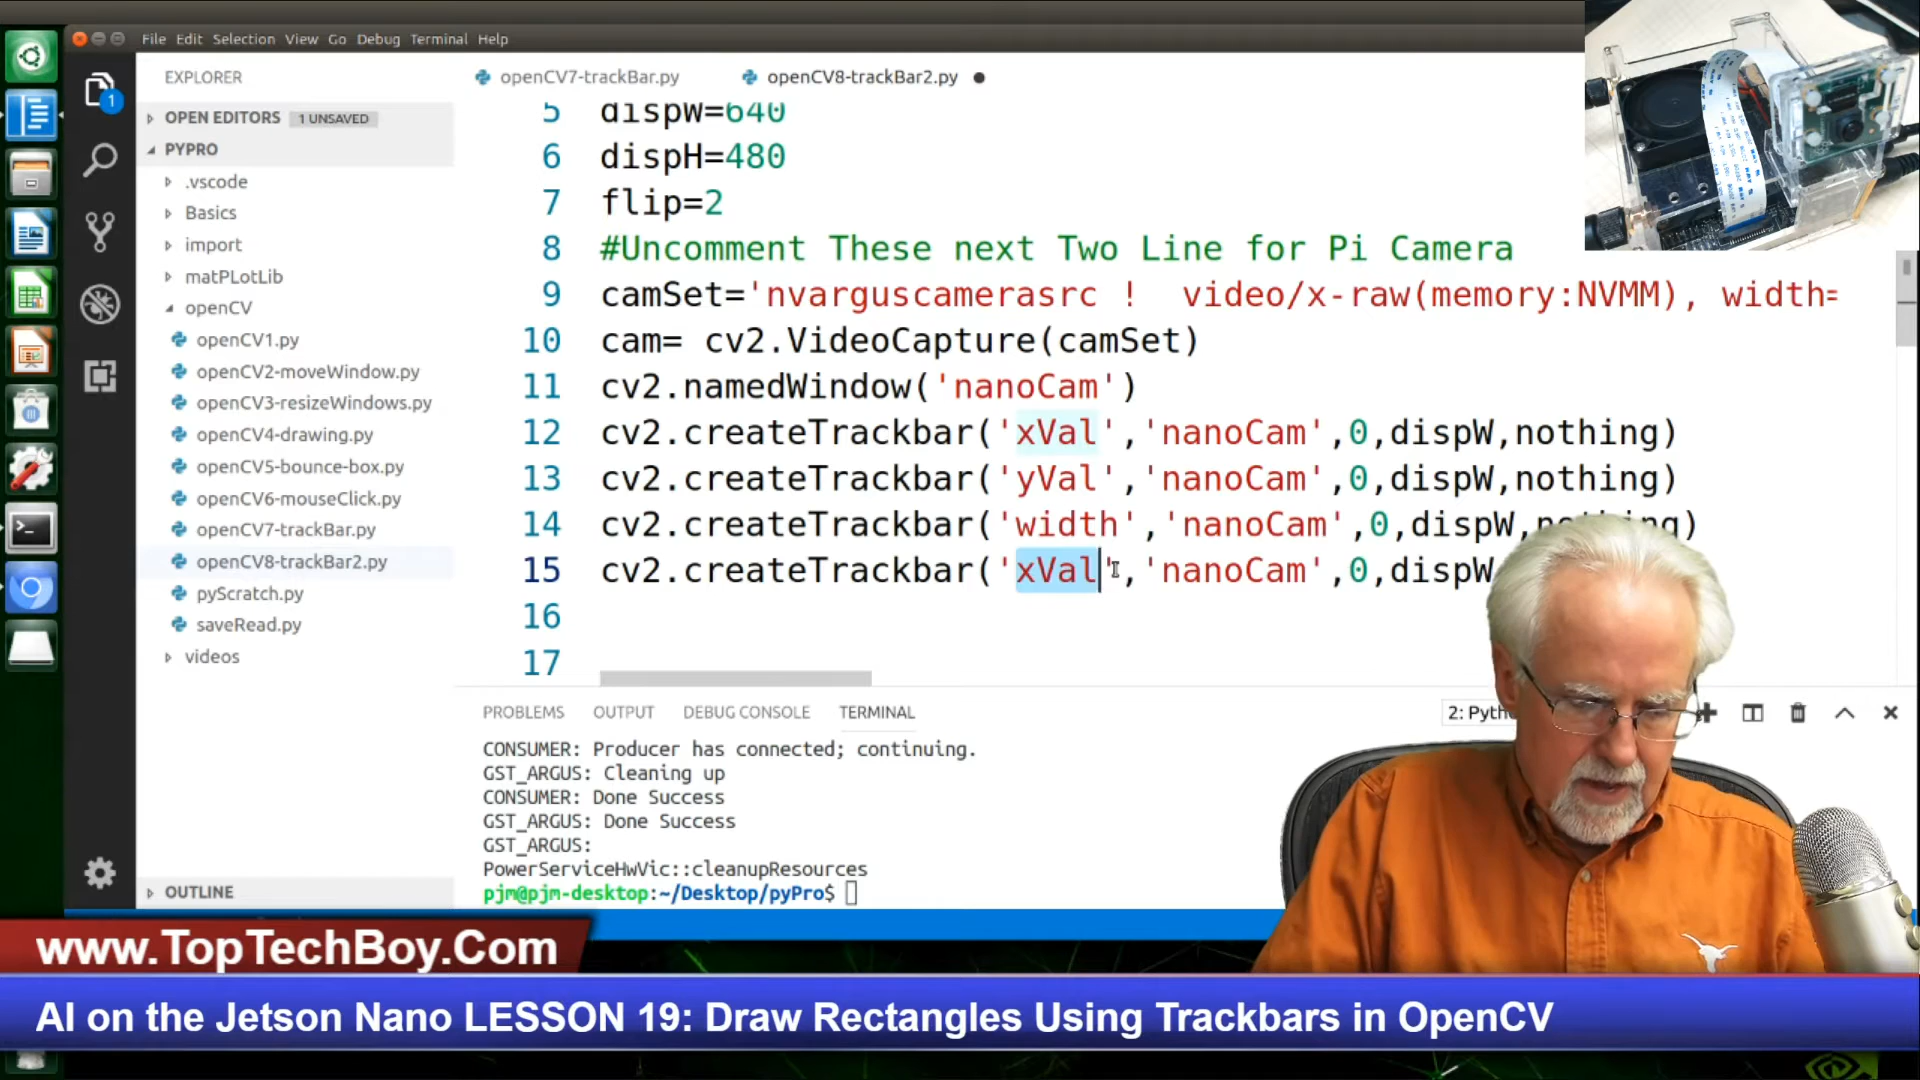 File Edit Selection View Go Debug Terminal Help
EXPLORER
OPEN EDITORS 1 UNSAVED
PYPRO
.vscode
Basics
import
matPLotLib
openCV
openCV1.py
openCV2-moveWindow.py
openCV3-resizeWindows.py
openCV4-drawing.py
openCV5-bounce-box.py
openCV6-mouseClick.py
openCV7-trackBar.py
openCV8-trackBar2.py
pyScratch.py
saveRead.py
videos
OUTLINE
1
openCV7-trackBar.py openCV8-trackBar2.py
5 dispW=640
6 dispH=480
7 flip=2
8 #Uncomment These next Two Line for Pi Camera
9 camSet='nvarguscamerasrc !  video/x-raw(memory:NVMM), width=
10 cam= cv2.VideoCapture(camSet)
11 cv2.namedWindow('nanoCam')
12 cv2.createTrackbar('xVal','nanoCam',0,dispW,nothing)
13 cv2.createTrackbar('yVal','nanoCam',0,dispW,nothing)
14 cv2.createTrackbar('width','nanoCam',0,dispW,nothing)
15 cv2.createTrackbar('xVal','nanoCam',0,dispW
16
17
PROBLEMS OUTPUT DEBUG CONSOLE TERMINAL 2: Pyth
CONSUMER: Producer has connected; continuing.
GST_ARGUS: Cleaning up
CONSUMER: Done Success
GST_ARGUS: Done Success
GST_ARGUS:
PowerServiceHwVic::cleanupResources
pjm@pjm-desktop:~/Desktop/pyPro$
www.TopTechBoy.Com
AI on the Jetson Nano LESSON 19: Draw Rectangles Using Trackbars in OpenCV